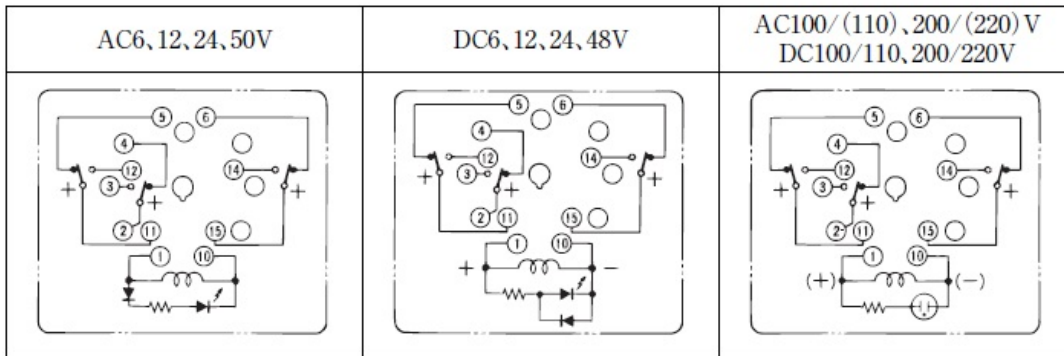 AC6、12、24、50V
DC6、12、24、48V
AC100/(110)、200/(220)V
DC100/110、200/220V
5 6
4
12
3
14
+ + +
2 11 15
1 10
5 6
4
12
3
14
+ + +
2 11 15
1 10
+ −
5 6
4
12
3
14
+ + +
2 11 15
1 10
(+) (−)